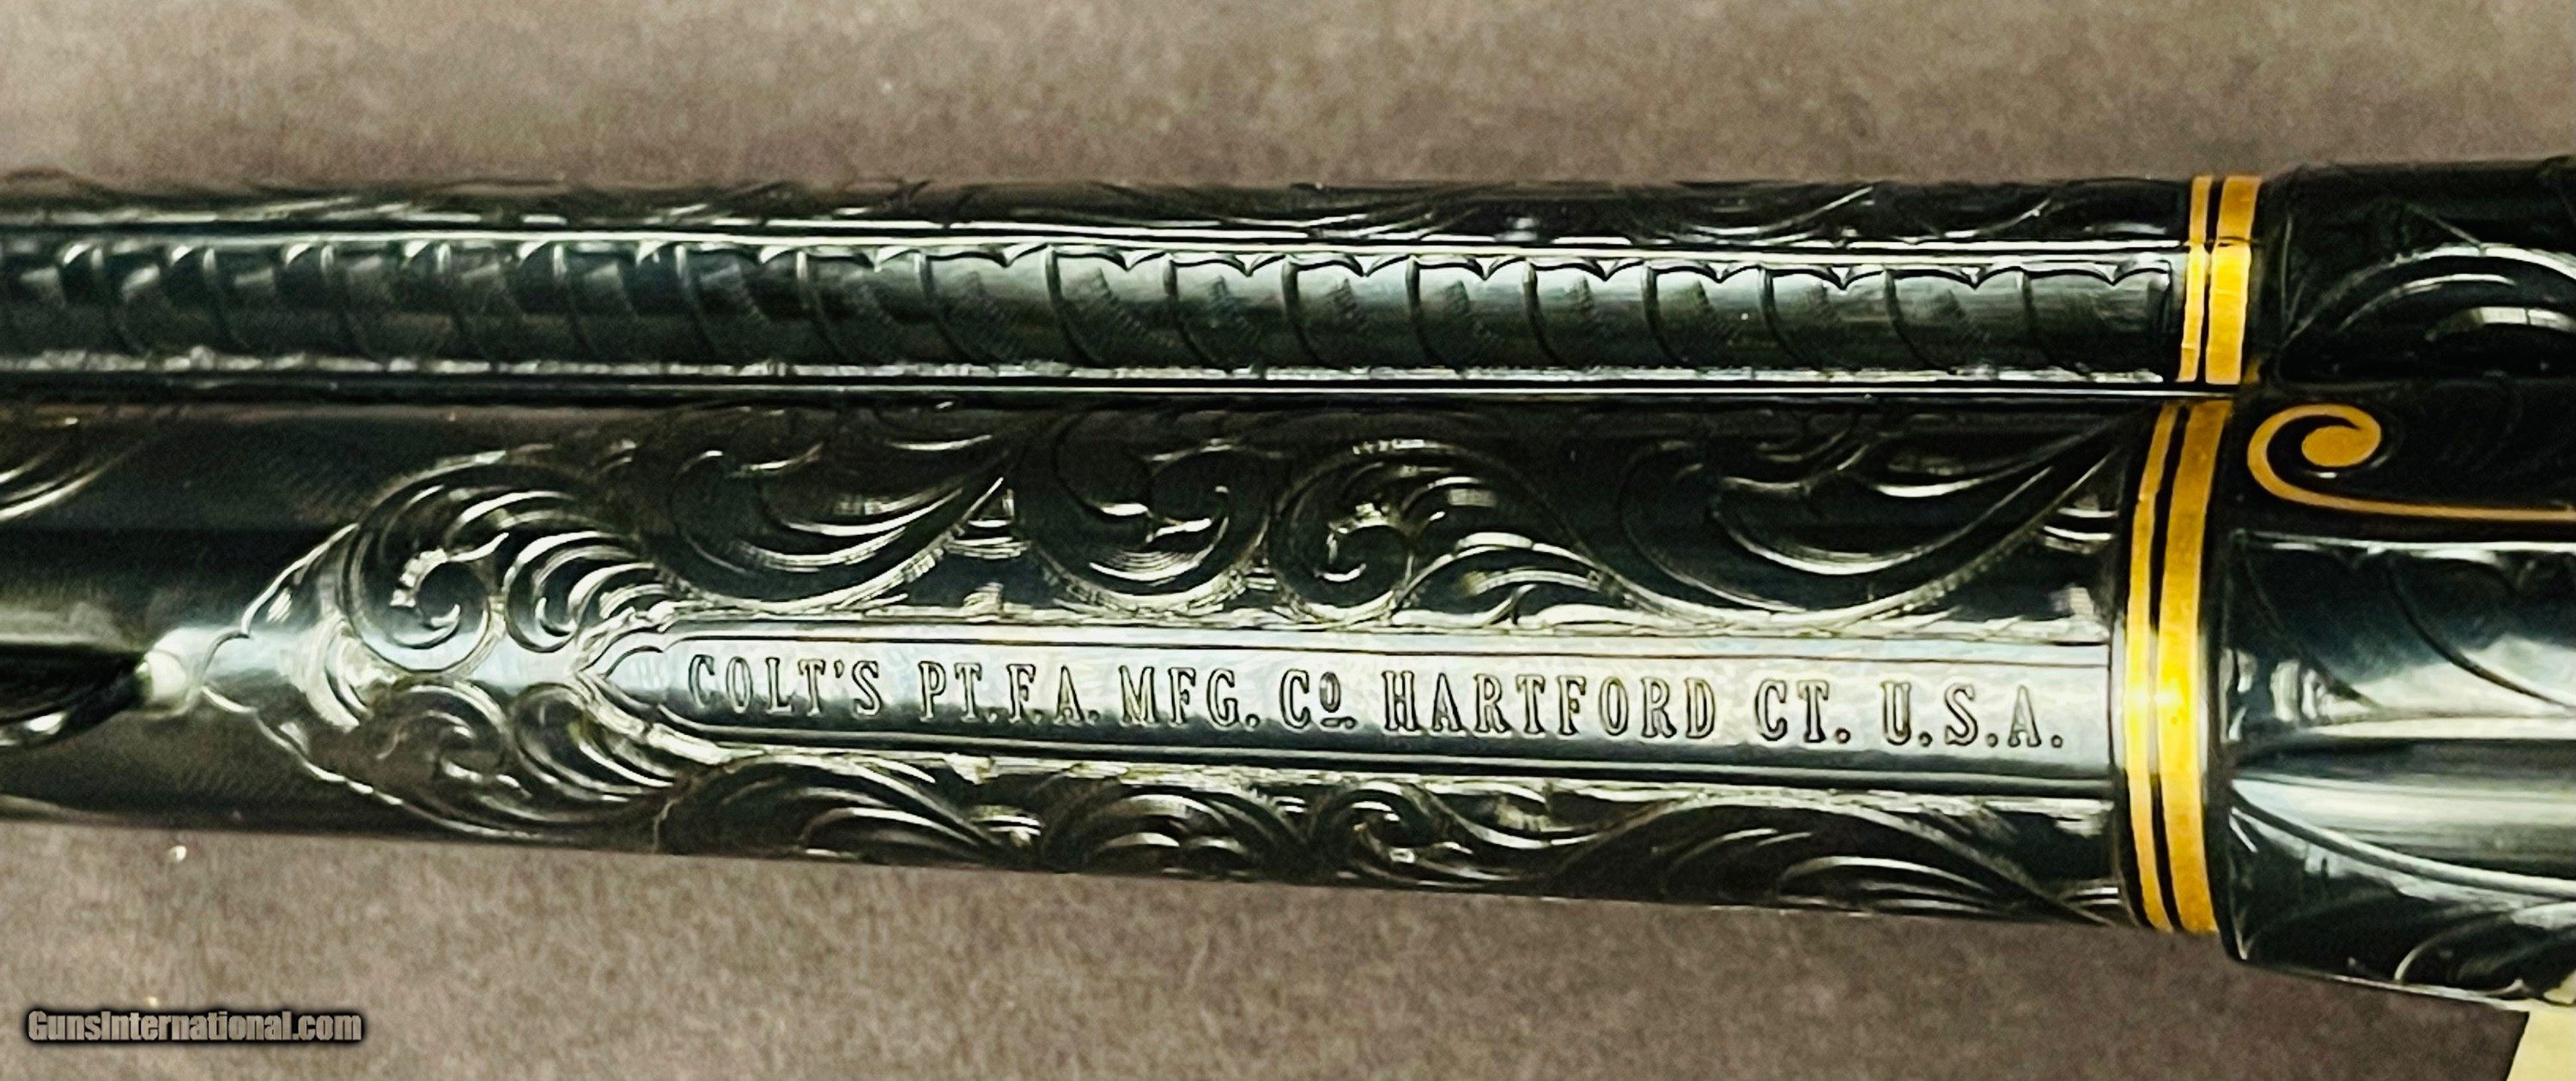 COLT'S PT.F.A. MFG. Cº. HARTFORD CT. U.S.A.
GunsInternational.com